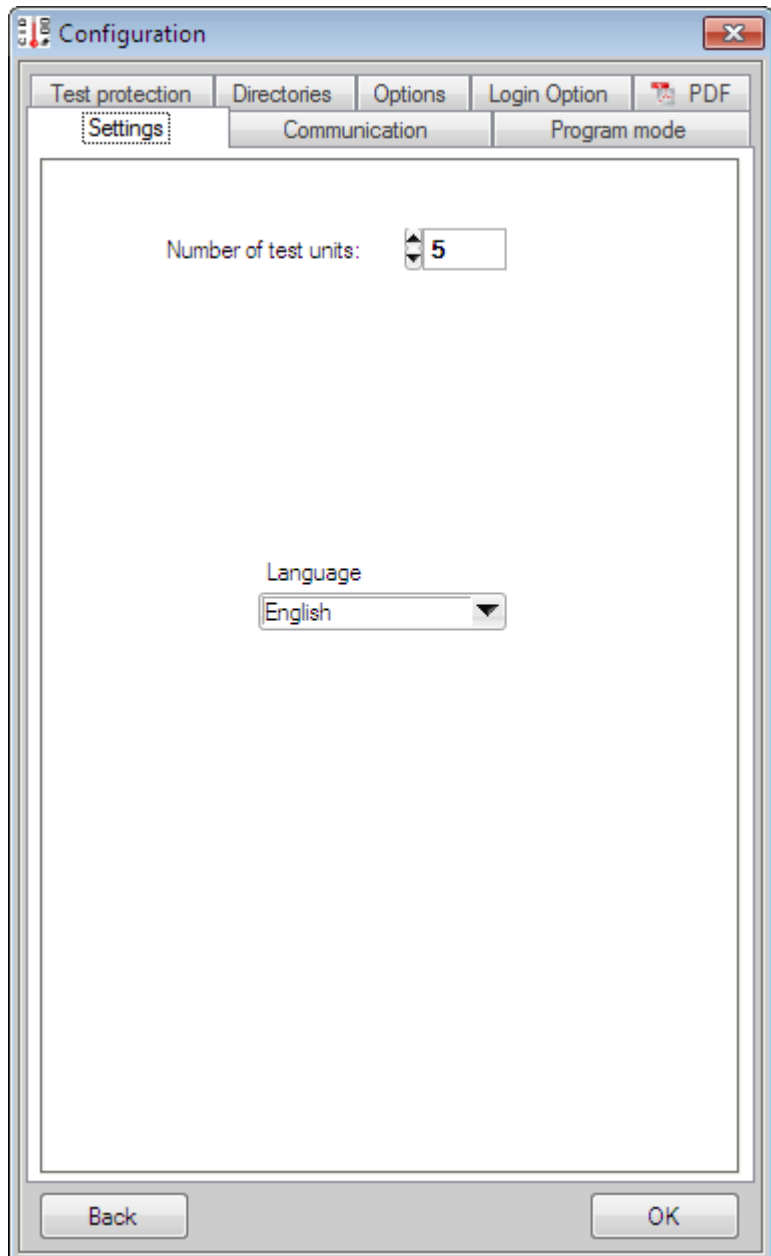 Configuration
Test protection Directories Options Login Option PDF
Settings Communication Program mode
Number of test units: 5
Language
English
Back OK